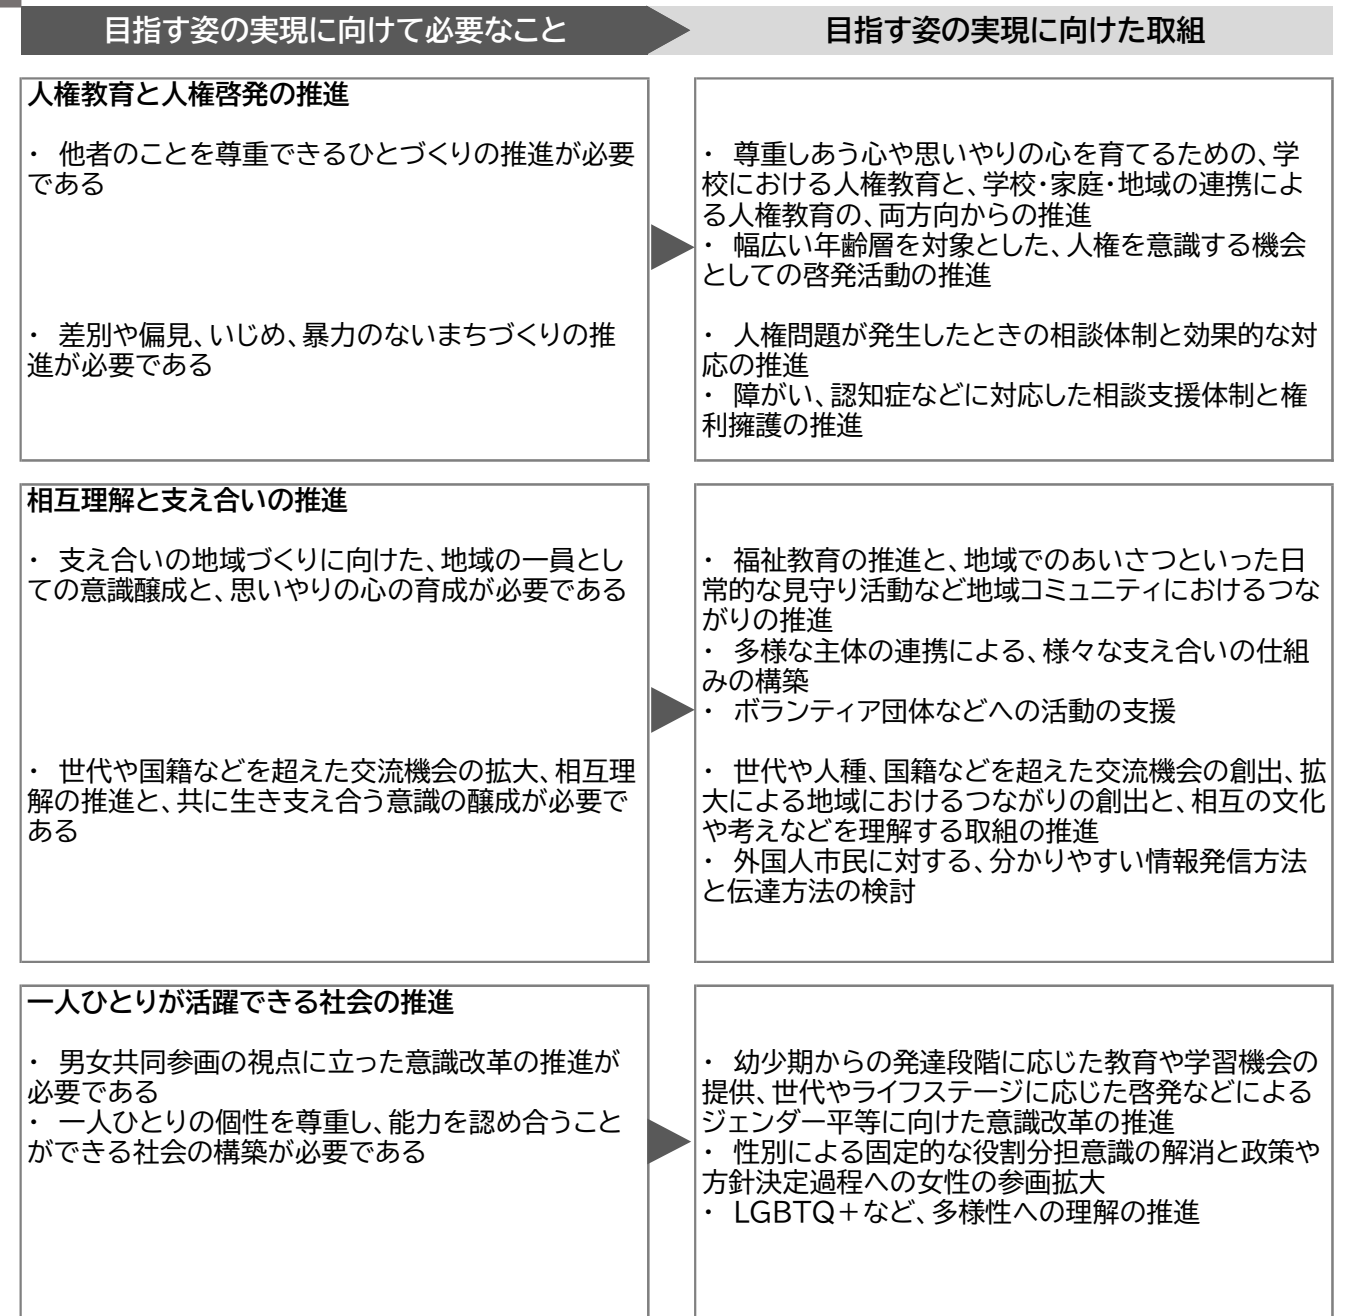 目指す姿の実現に向けて必要なこと
目指す姿の実現に向けた取組
人権教育と人権啓発の推進
・ 他者のことを尊重できるひとづくりの推進が必要
である
・ 差別や偏見、いじめ、暴力のないまちづくりの推
進が必要である
・ 尊重しあう心や思いやりの心を育てるための、学
校における人権教育と、学校・家庭・地域の連携によ
る人権教育の、両方向からの推進
・ 幅広い年齢層を対象とした、人権を意識する機会
としての啓発活動の推進
・ 人権問題が発生したときの相談体制と効果的な対
応の推進
・ 障がい、認知症などに対応した相談支援体制と権
利擁護の推進
相互理解と支え合いの推進
・ 支え合いの地域づくりに向けた、地域の一員とし
ての意識醸成と、思いやりの心の育成が必要である
・ 世代や国籍などを超えた交流機会の拡大、相互理
解の推進と、共に生き支え合う意識の醸成が必要で
ある
・ 福祉教育の推進と、地域でのあいさつといった日
常的な見守り活動など地域コミュニティにおけるつな
がりの推進
・ 多様な主体の連携による、様々な支え合いの仕組
みの構築
・ ボランティア団体などへの活動の支援
・ 世代や人種、国籍などを超えた交流機会の創出、拡
大による地域におけるつながりの創出と、相互の文化
や考えなどを理解する取組の推進
・ 外国人市民に対する、分かりやすい情報発信方法
と伝達方法の検討
一人ひとりが活躍できる社会の推進
・ 男女共同参画の視点に立った意識改革の推進が
必要である
・ 一人ひとりの個性を尊重し、能力を認め合うこと
ができる社会の構築が必要である
・ 幼少期からの発達段階に応じた教育や学習機会の
提供、世代やライフステージに応じた啓発などによる
ジェンダー平等に向けた意識改革の推進
・ 性別による固定的な役割分担意識の解消と政策や
方針決定過程への女性の参画拡大
・ LGBTQ＋など、多様性への理解の推進